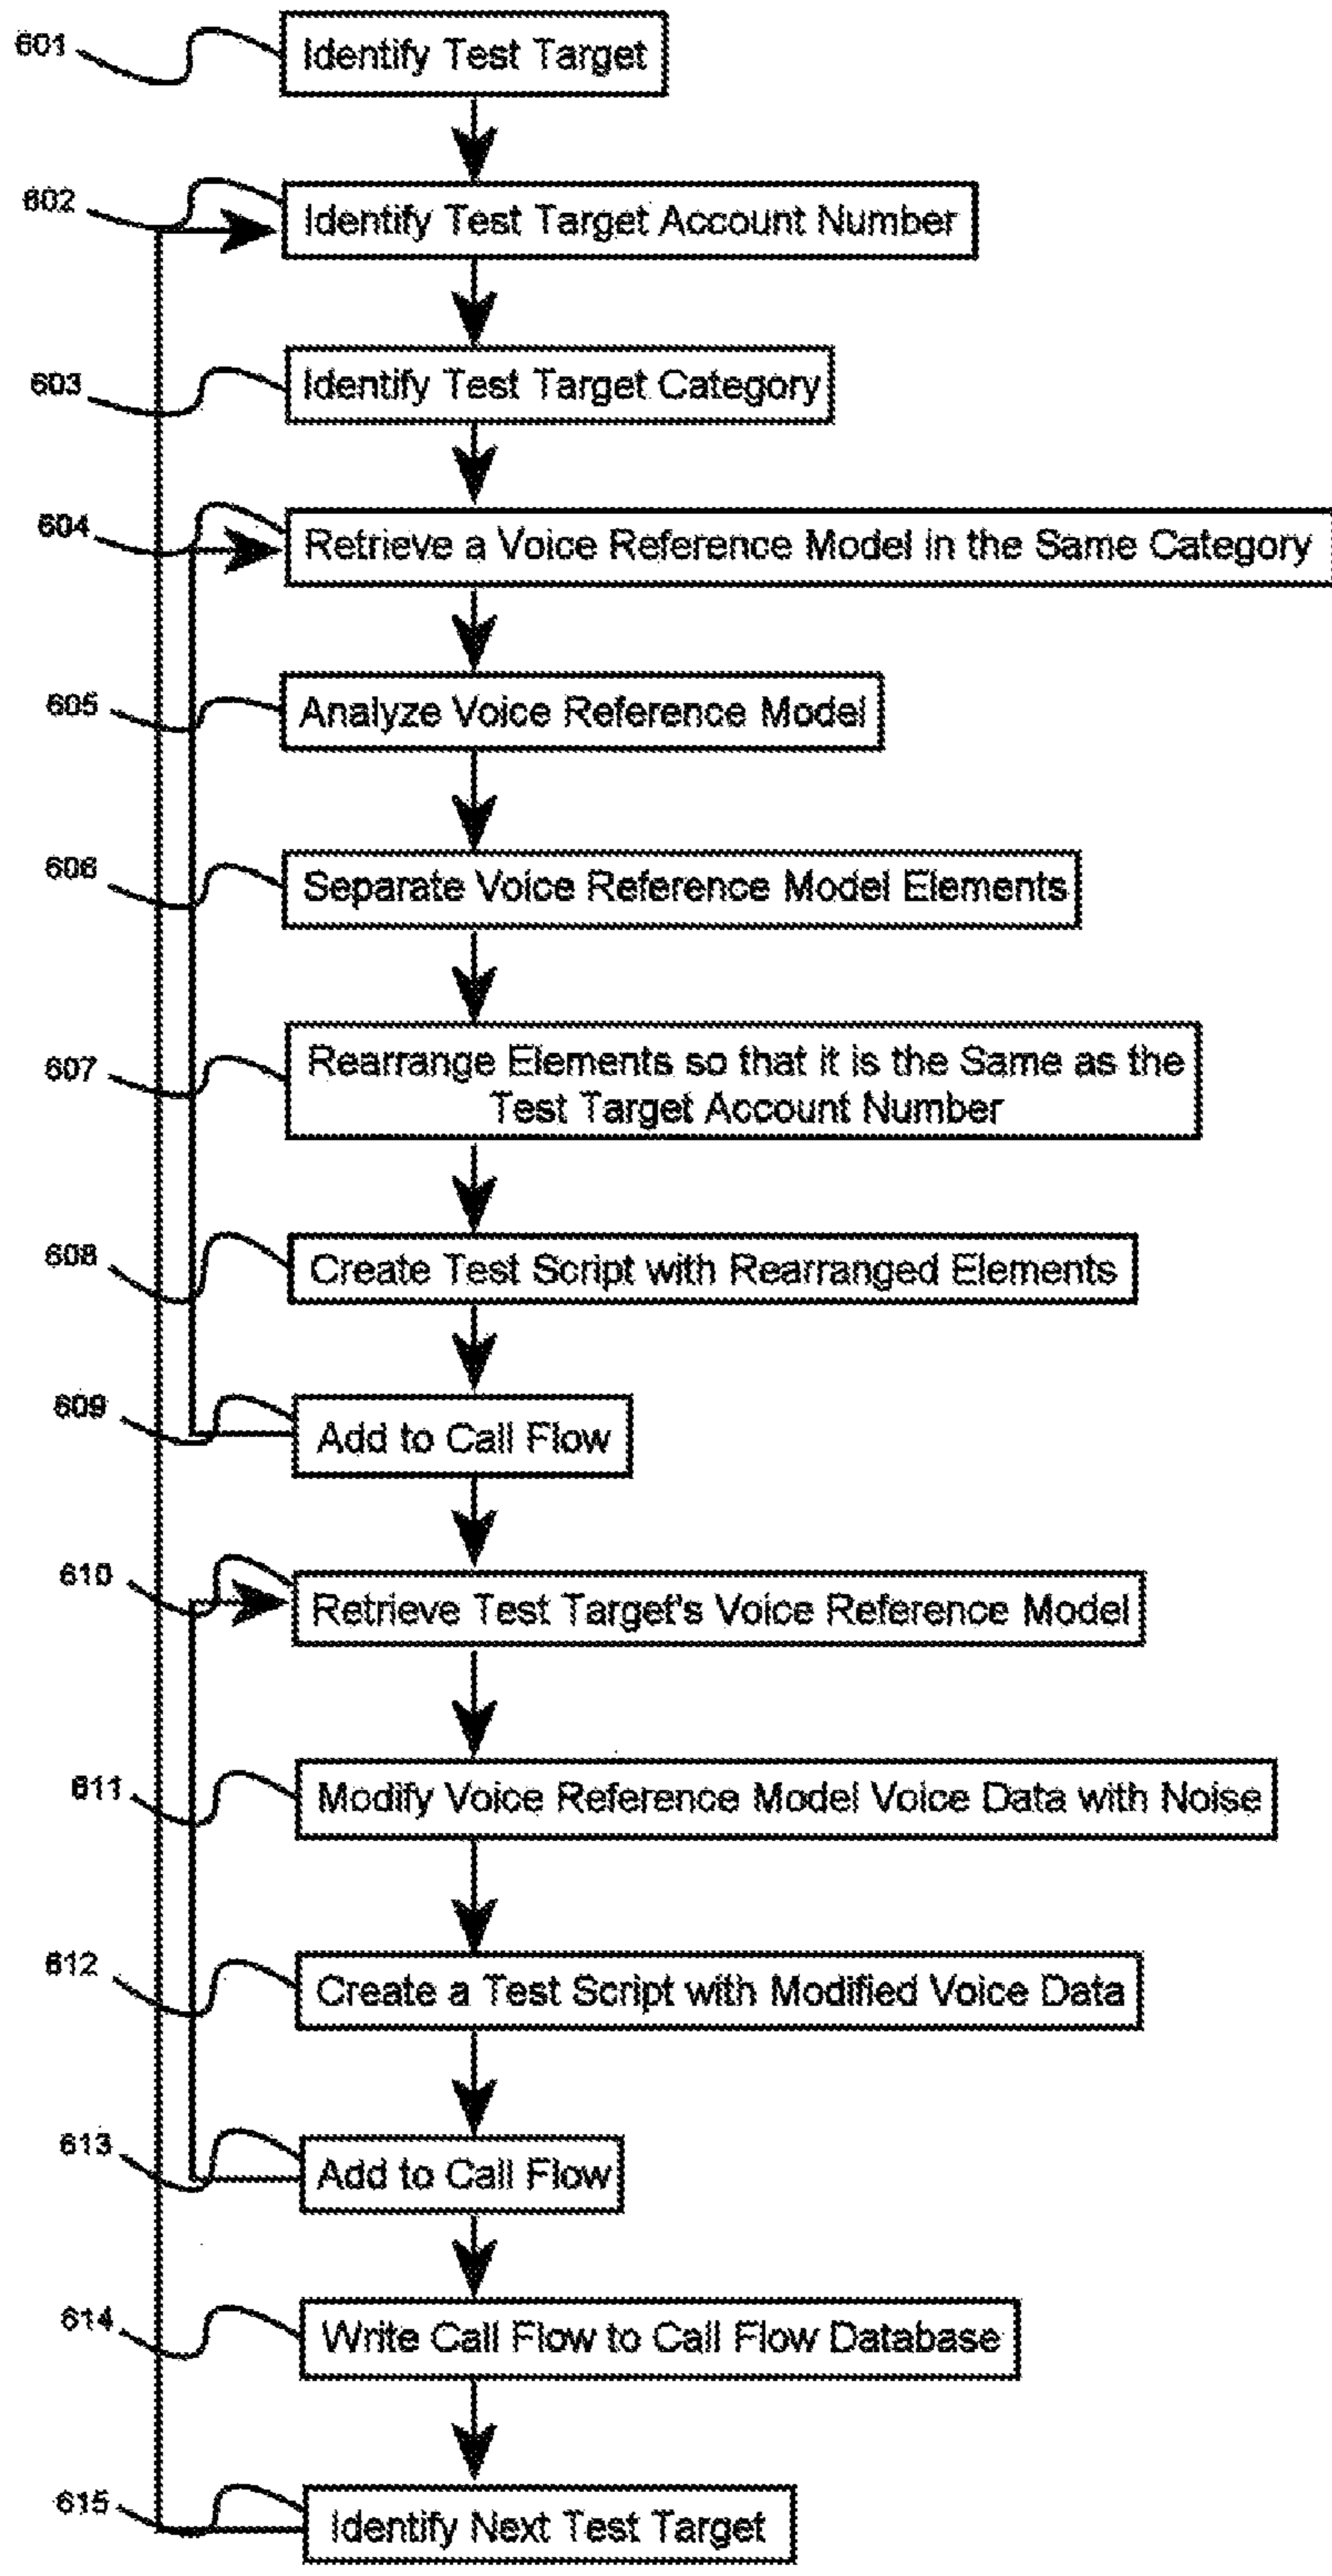 601
Identify Test Target
602
Identify Test Target Account Number
603
Identify Test Target Category
604
Retrieve a Voice Reference Model in the Same Category
605
Analyze Voice Reference Model
606
Separate Voice Reference Model Elements
607
Rearrange Elements so that it is the Same as the
Test Target Account Number
608
Create Test Script with Rearranged Elements
609
Add to Call Flow
610
Retrieve Test Target's Voice Reference Model
611
Modify Voice Reference Model Voice Data with Noise
612
Create a Test Script with Modified Voice Data
613
Add to Call Flow
614
Write Call Flow to Call Flow Database
615
Identify Next Test Target